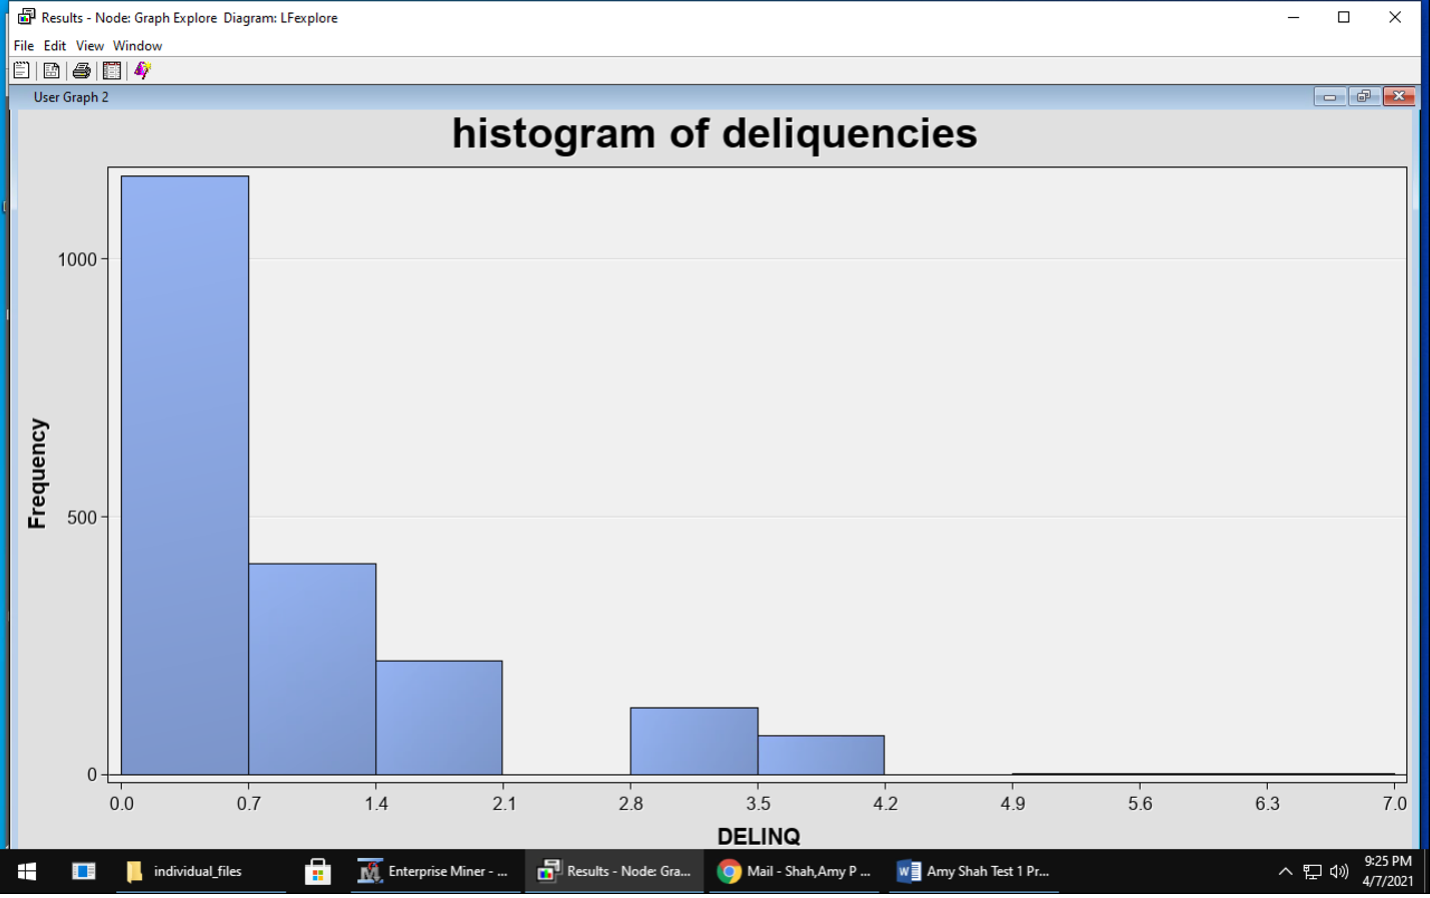 Results - Node: Graph Explore  Diagram: LFexplore
File  Edit  View  Window
User Graph 2
histogram of deliquencies
1000
500
0
Frequency
0.0  0.7  1.4  2.1  2.8  3.5  4.2  4.9  5.6  6.3  7.0
DELINQ
individual_files  Enterprise Miner - ...  Results - Node: Gra...  Mail - Shah,Amy P ...  Amy Shah Test 1 Pr...  9:25 PM
4/7/2021